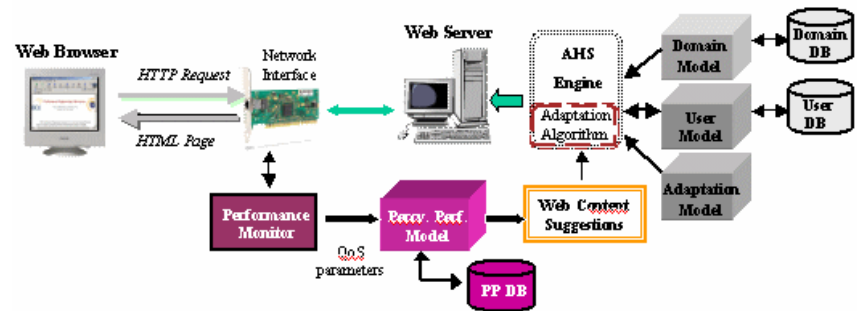 Web Browser
HTTP Request
HTML Page
Network
Interface
Web Server
AHS
Engine
Adaptation
Algorithm
Domain
Model
Domain
DB
User
Model
User
DB
Adaptation
Model
Performance
Monitor
QoS
parameters
Percv. Perf.
Model
PP DB
Web Content
Suggestions